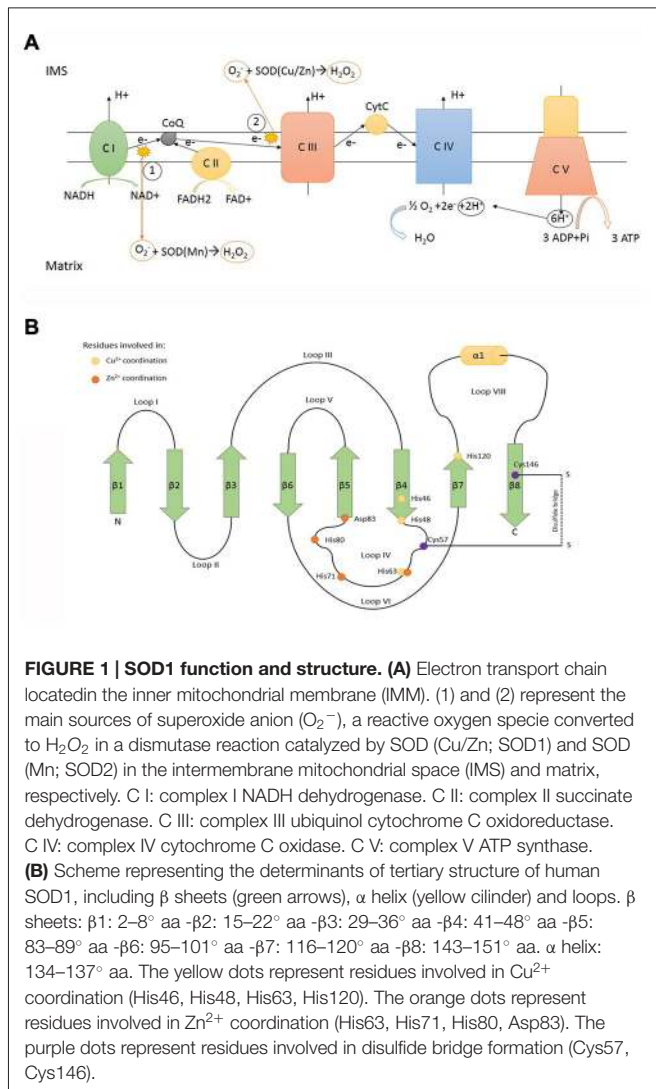 A
IMS
O₂⁻ + SOD(Cu/Zn)→ H₂O₂
H+
CoQ
2
H+
CytC
H+
e-
e-
e-
C I
1
C II
C III
e-
e-
C IV
C V
NADH
NAD+
FADH2
FAD+
½ O₂ +2e⁻ +2H⁺
6H⁺
H₂O
3 ADP+Pi
3 ATP
O₂⁻ + SOD(Mn)→ H₂O₂
Matrix
B
Residues involved in:
Cu²⁺ coordination
Zn²⁺ coordination
Loop III
α1
Loop VIII
Loop I
Loop V
His120
Cys146
S
β1
β2
β3
β6
β5
β4
β7
β8
His46
N
Asp83
His48
C
Disulfide bridge
His80
Cys57
S
Loop II
Loop IV
His71
His63
Loop VI
FIGURE 1 | SOD1 function and structure. (A) Electron transport chain
locatedin the inner mitochondrial membrane (IMM). (1) and (2) represent the
main sources of superoxide anion (O₂⁻), a reactive oxygen specie converted
to H₂O₂ in a dismutase reaction catalyzed by SOD (Cu/Zn; SOD1) and SOD
(Mn; SOD2) in the intermembrane mitochondrial space (IMS) and matrix,
respectively. C I: complex I NADH dehydrogenase. C II: complex II succinate
dehydrogenase. C III: complex III ubiquinol cytochrome C oxidoreductase.
C IV: complex IV cytochrome C oxidase. C V: complex V ATP synthase.
(B) Scheme representing the determinants of tertiary structure of human
SOD1, including β sheets (green arrows), α helix (yellow cilinder) and loops. β
sheets: β1: 2–8° aa -β2: 15–22° aa -β3: 29–36° aa -β4: 41–48° aa -β5:
83–89° aa -β6: 95–101° aa -β7: 116–120° aa -β8: 143–151° aa. α helix:
134–137° aa. The yellow dots represent residues involved in Cu²⁺
coordination (His46, His48, His63, His120). The orange dots represent
residues involved in Zn²⁺ coordination (His63, His71, His80, Asp83). The
purple dots represent residues involved in disulfide bridge formation (Cys57,
Cys146).